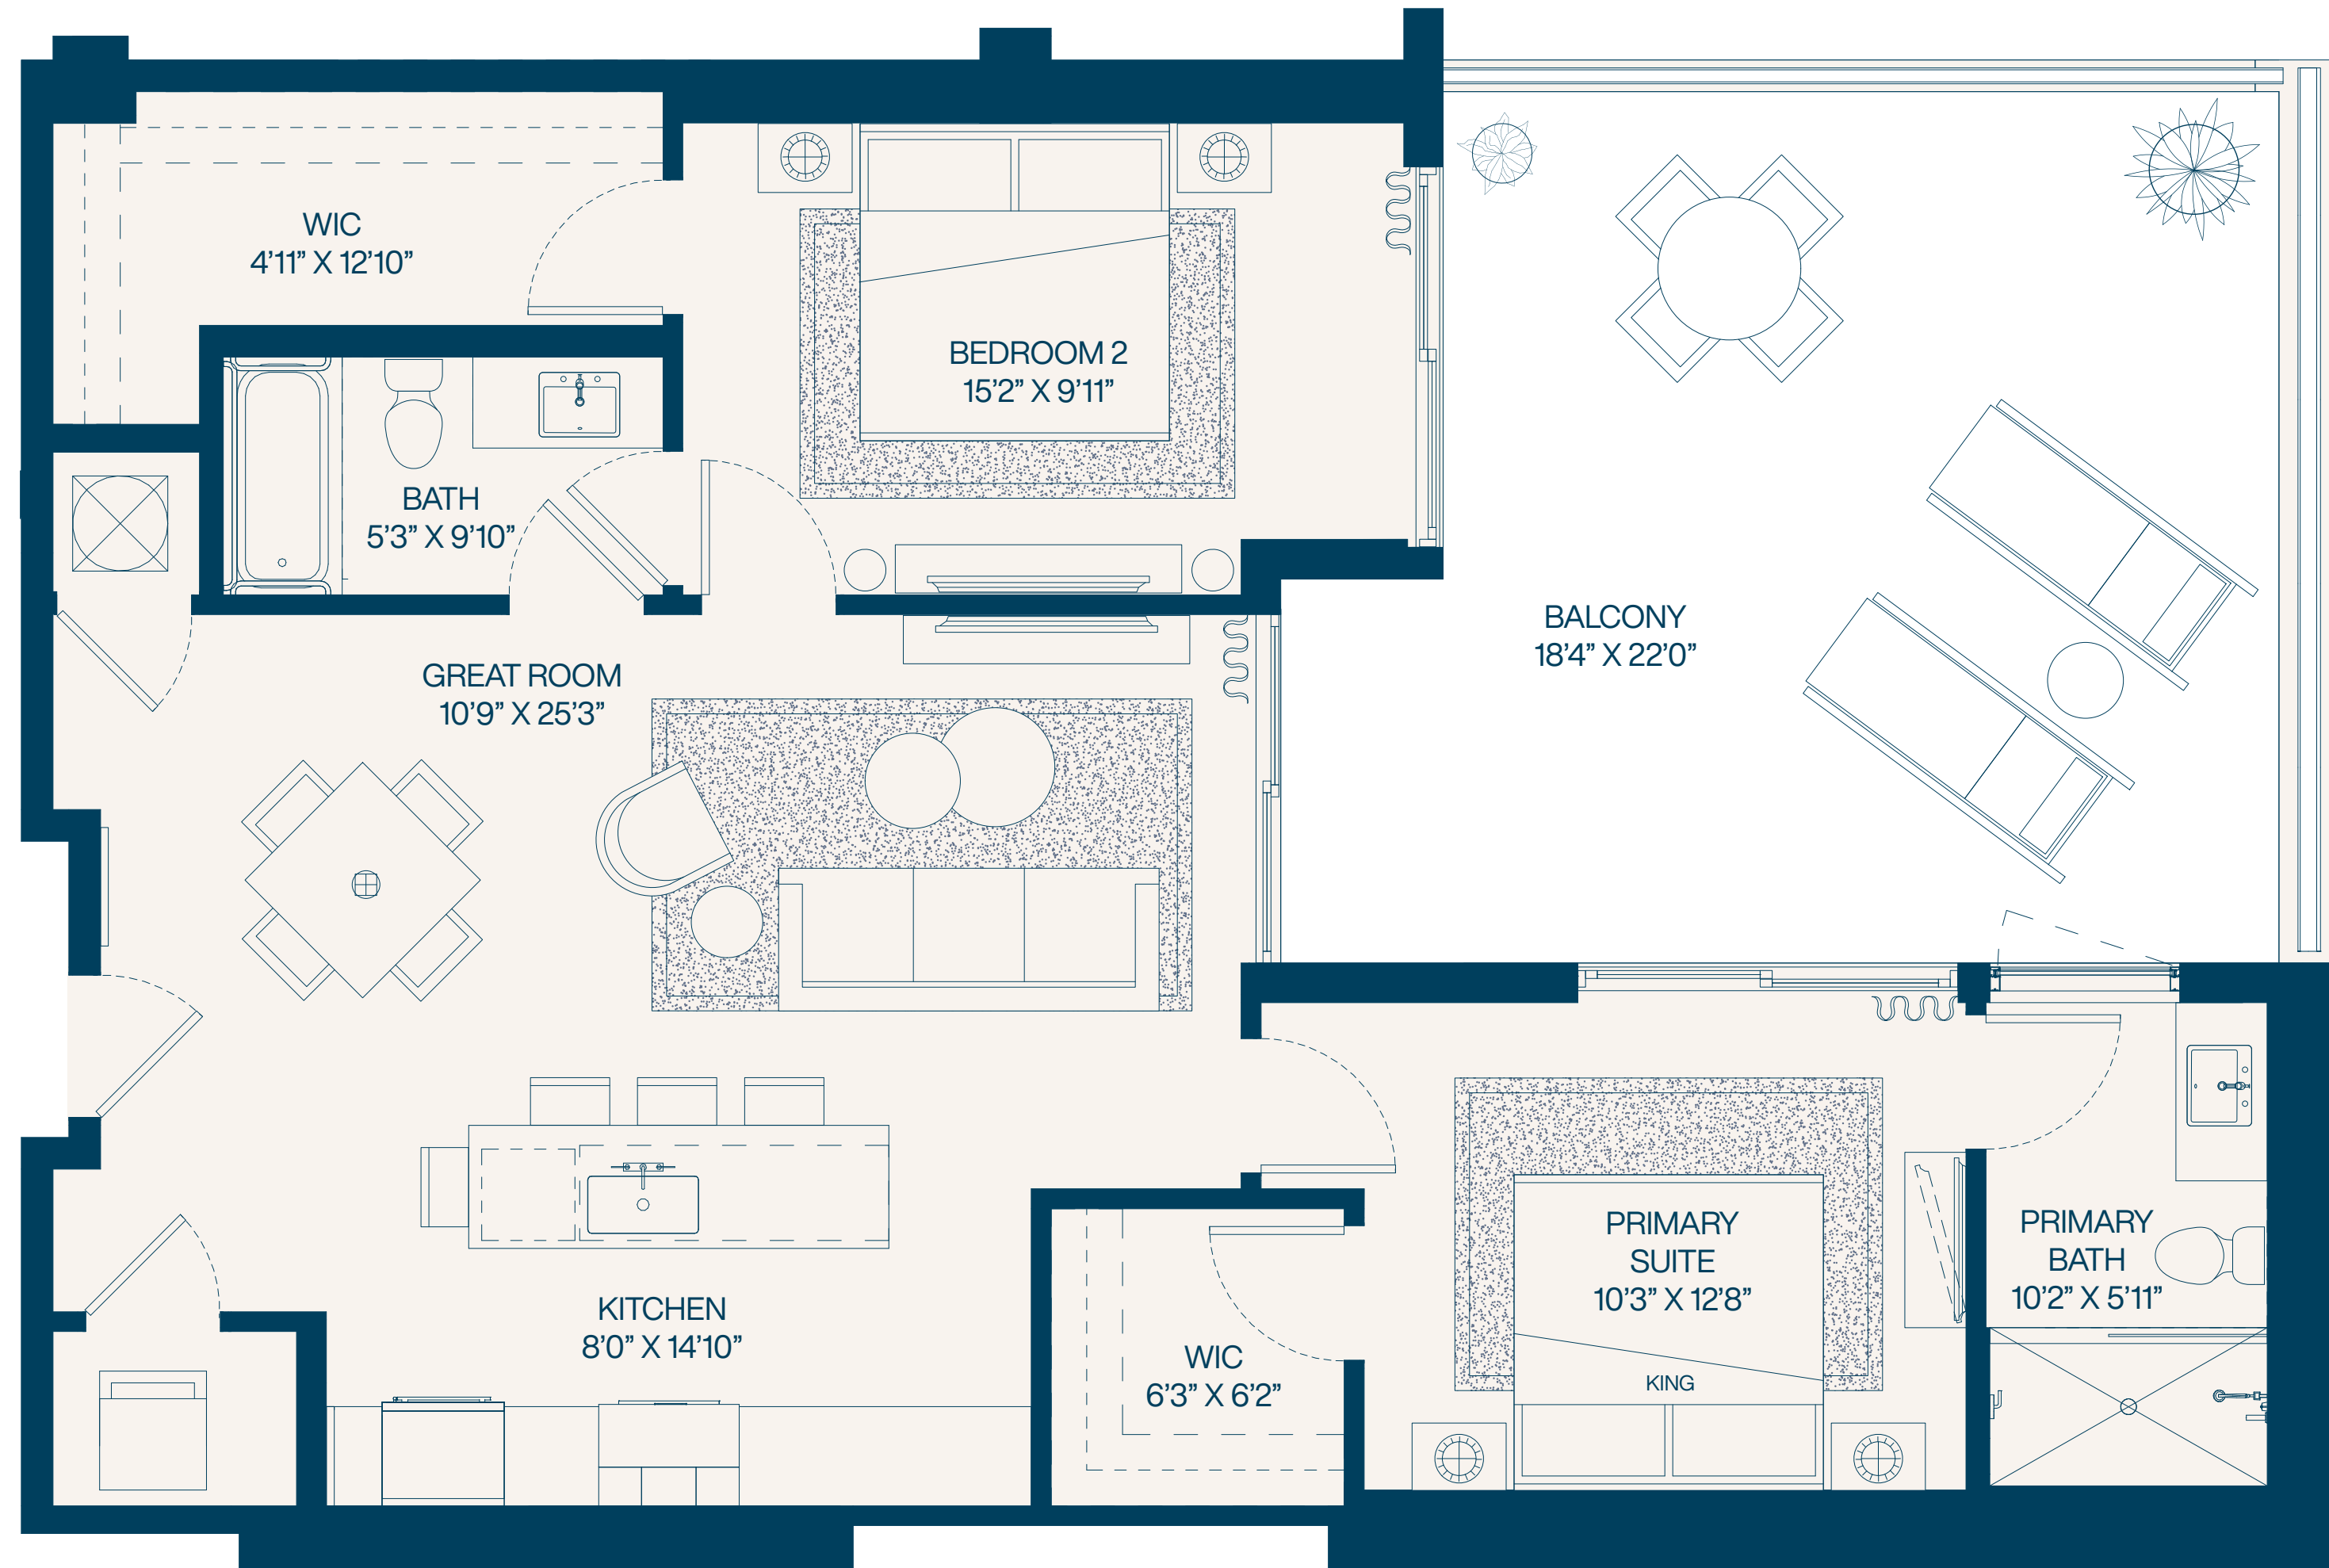 WIC
4’11” X 12’10”
BEDROOM 2
15’2” X 9’11”
BATH
5’3” X 9’10”
BALCONY
18’4” X 22’0”
GREAT ROOM
10’9” X 25’3”
PRIMARY
SUITE
10’3” X 12’8”
KING
PRIMARY
BATH
10’2” X 5’11”
KITCHEN
8’0” X 14’10”
WIC
6’3” X 6’2”